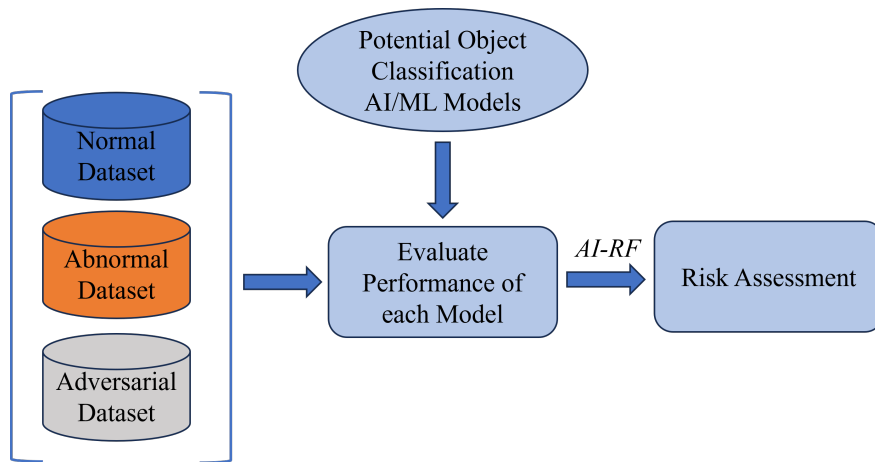 Potential Object
Classification
AI/ML Models
Normal
Dataset
Abnormal
Dataset
Adversarial
Dataset
Evaluate
Performance of
each Model
AI-RF
Risk Assessment